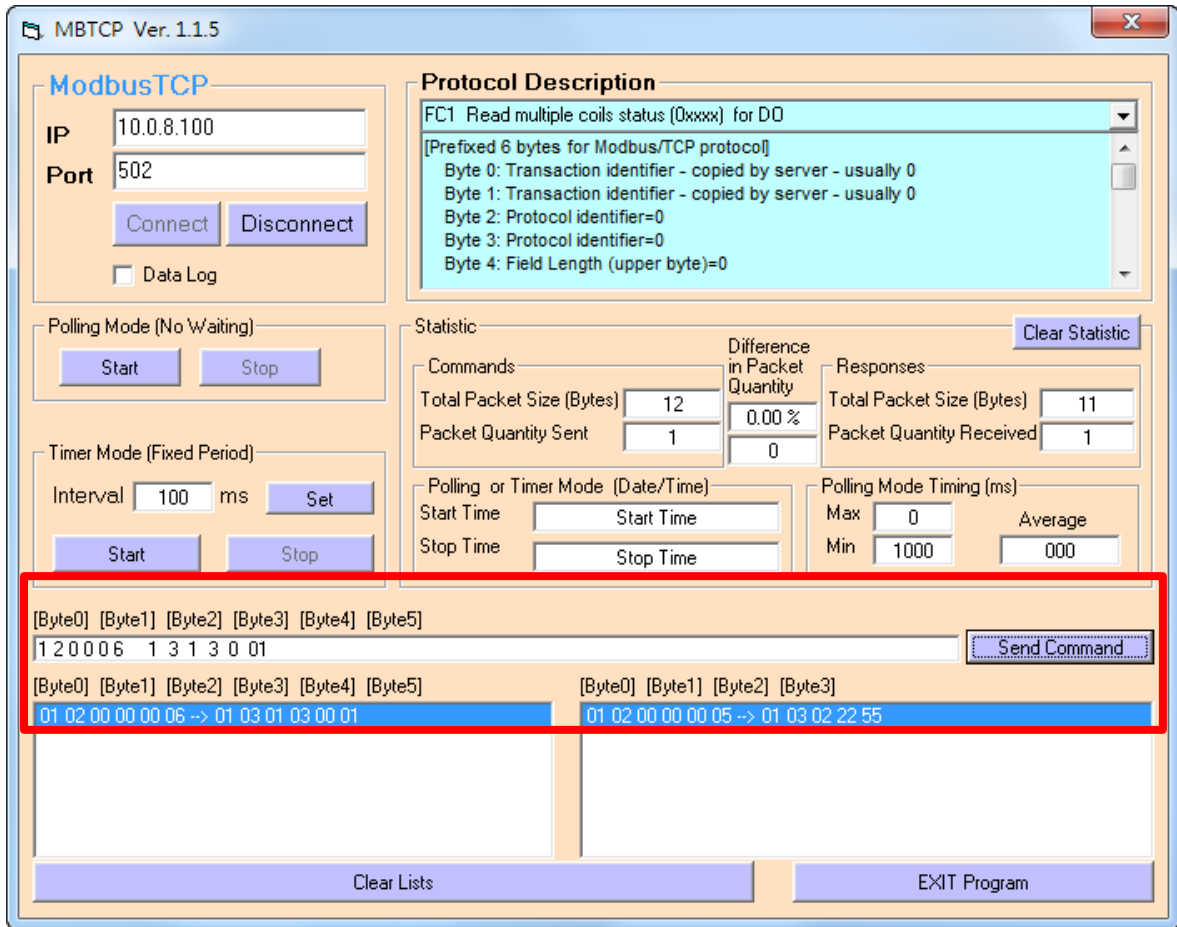 MBTCP Ver. 1.1.5
ModbusTCP
IP 10.0.8.100
Port 502
Connect Disconnect
Data Log
Protocol Description
FC1 Read multiple coils status (0xxxx) for DO
[Prefixed 6 bytes for Modbus/TCP protocol]
Byte 0: Transaction identifier - copied by server - usually 0
Byte 1: Transaction identifier - copied by server - usually 0
Byte 2: Protocol identifier=0
Byte 3: Protocol identifier=0
Byte 4: Field Length (upper byte)=0
Polling Mode (No Waiting)
Start Stop
Timer Mode (Fixed Period)
Interval 100 ms Set
Start Stop
Statistic
Clear Statistic
Commands
Total Packet Size (Bytes) 12
Packet Quantity Sent 1
Difference
in Packet
Quantity
0.00 %
0
Responses
Total Packet Size (Bytes) 11
Packet Quantity Received 1
Polling or Timer Mode (Date/Time)
Start Time Start Time
Stop Time Stop Time
Polling Mode Timing (ms)
Max 0
Min 1000
Average
000
[Byte0] [Byte1] [Byte2] [Byte3] [Byte4] [Byte5]
1 2 0 0 0 6 1 3 1 3 0 01
Send Command
[Byte0] [Byte1] [Byte2] [Byte3] [Byte4] [Byte5]
01 02 00 00 00 06 --> 01 03 01 03 00 01
[Byte0] [Byte1] [Byte2] [Byte3]
01 02 00 00 00 05 --> 01 03 02 22 55
Clear Lists
EXIT Program